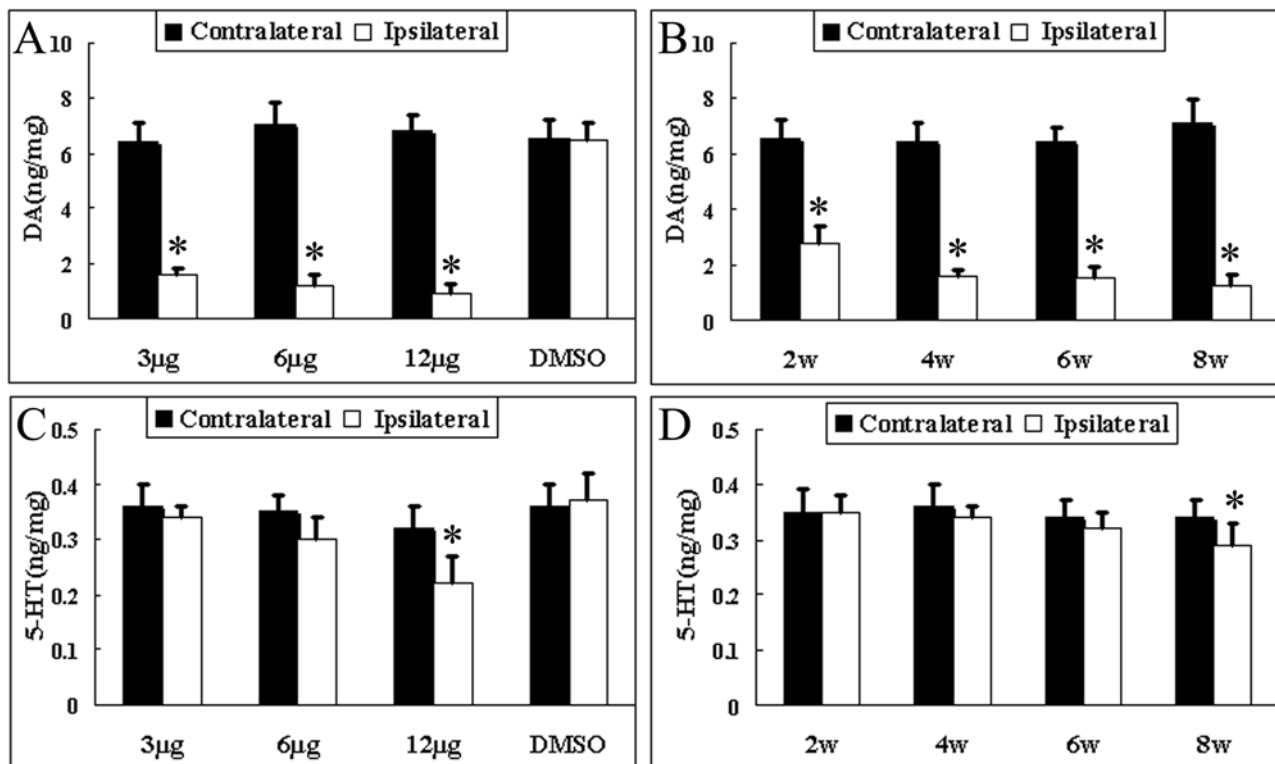 A
■ Contralateral □ Ipsilateral
DA(ng/mg)
10
8
6
4
2
0
*
*
*
3μg 6μg 12μg DMSO
B
■ Contralateral □ Ipsilateral
DA(ng/mg)
10
8
6
4
2
0
*
*
*
*
2w 4w 6w 8w
C
■ Contralateral □ Ipsilateral
5-HT(ng/mg)
0.5
0.4
0.3
0.2
0.1
0
*
3μg 6μg 12μg DMSO
D
■ Contralateral □ Ipsilateral
5-HT(ng/mg)
0.5
0.4
0.3
0.2
0.1
0
*
2w 4w 6w 8w